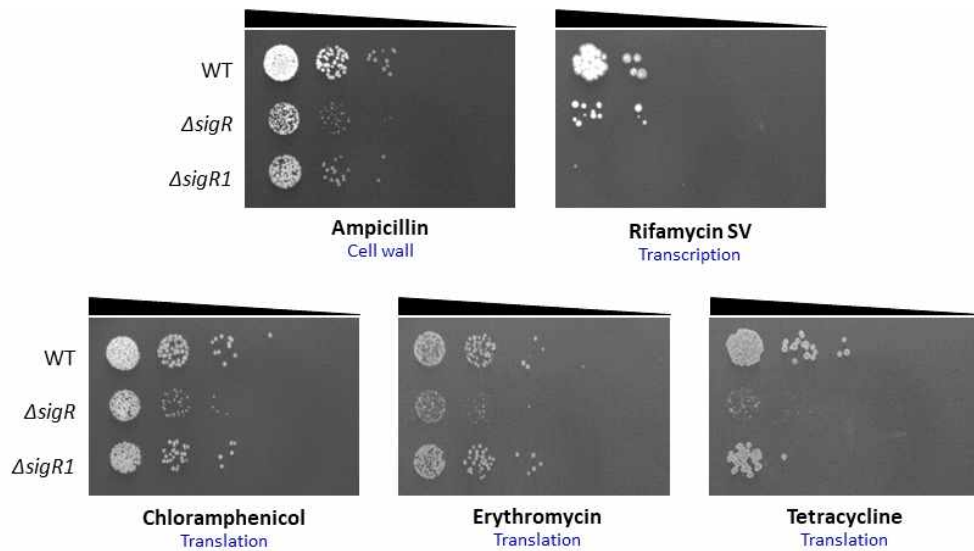 WT
ΔsigR
ΔsigR1
Ampicillin
Cell wall
Rifamycin SV
Transcription
WT
ΔsigR
ΔsigR1
Chloramphenicol
Translation
Erythromycin
Translation
Tetracycline
Translation